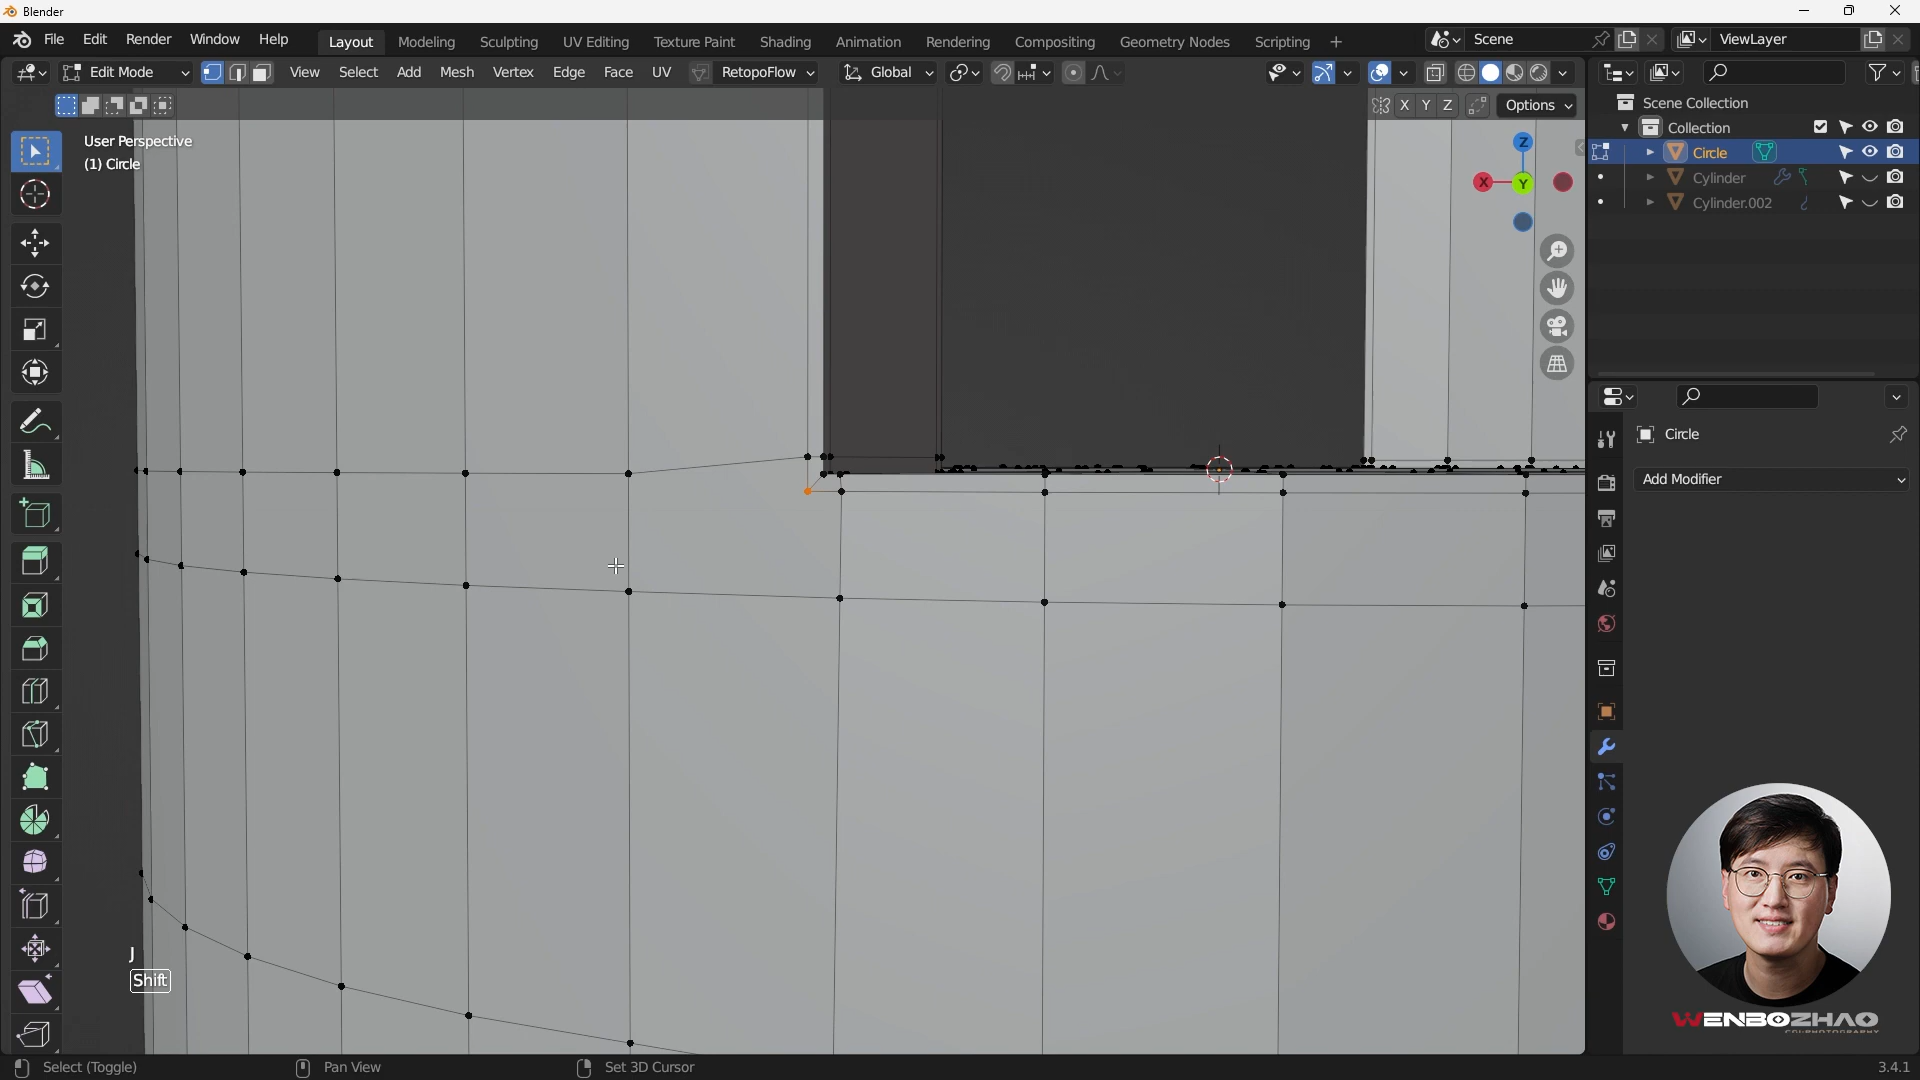 Blender
File Edit Render Window Help Layout Modeling Sculpting UV Editing Texture Paint Shading Animation Rendering Compositing Geometry Nodes Scripting + Scene ViewLayer
Edit Mode View Select Add Mesh Vertex Edge Face UV RetopoFlow Global
X Y Z Options
User Perspective
(1) Circle
Z
X Y
Scene Collection
Collection
Circle
Cylinder
Cylinder.002
Circle
Add Modifier
J
Shift
WENBOZHAO
Select (Toggle) Pan View Set 3D Cursor 3.4.1